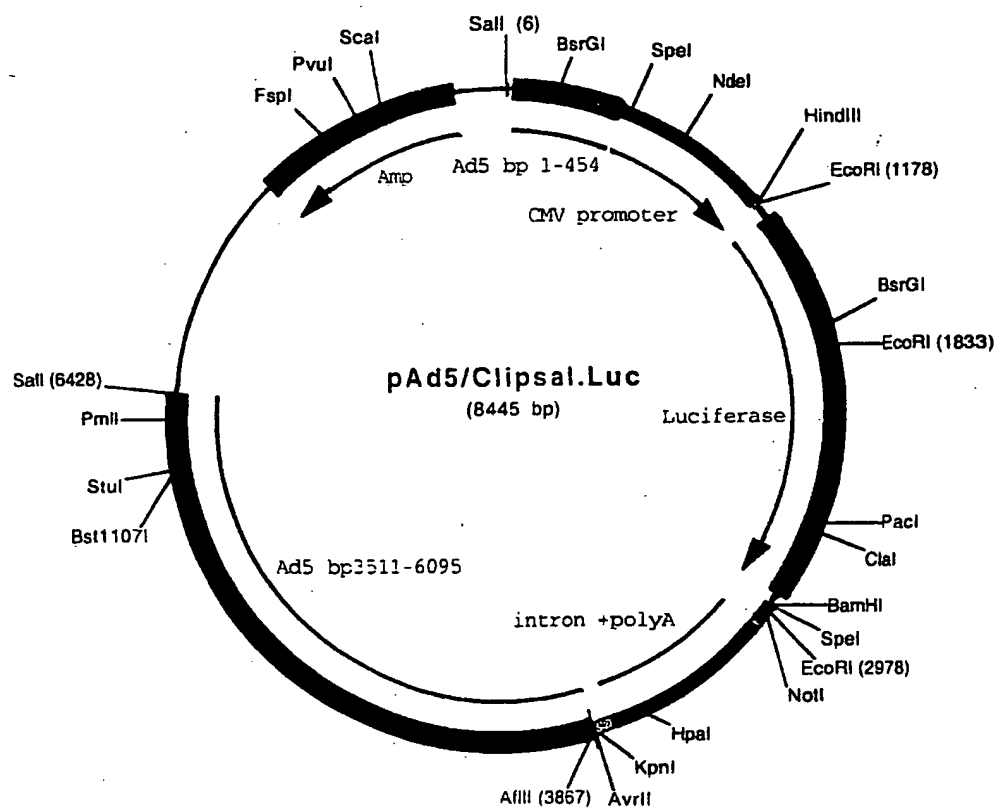 SalI (6)
BsrGI
SpeI
NdeI
HindIII
EcoRI (1178)
BsrGI
EcoRI (1833)
PacI
ClaI
BamHI
SpeI
EcoRI (2978)
NotI
HpaI
KpnI
AvrII
AflII (3867)
Bst1107I
StuI
PmlI
SalI (6428)
FspI
PvuI
ScaI
Amp
Ad5 bp 1-454
CMV promoter
Luciferase
intron +polyA
Ad5 bp3511-6095
pAd5/Clipsal.Luc
(8445 bp)